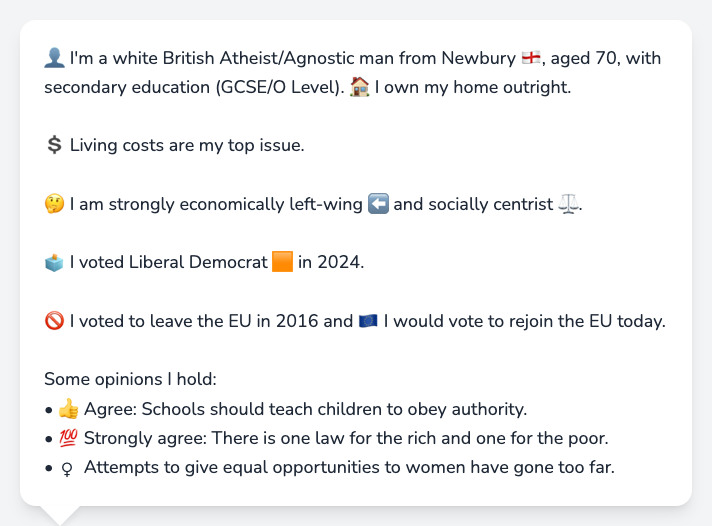 👤 I'm a white British Atheist/Agnostic man from Newbury 🏴󠁧󠁢󠁥󠁮󠁧󠁿, aged 70, with
secondary education (GCSE/O Level). 🏠 I own my home outright.
💲 Living costs are my top issue.
🤔 I am strongly economically left-wing ⬅️ and socially centrist ⚖️.
🗳️ I voted Liberal Democrat 🟧 in 2024.
🚫 I voted to leave the EU in 2016 and 🇪🇺 I would vote to rejoin the EU today.
Some opinions I hold:
• 👍 Agree: Schools should teach children to obey authority.
• 💯 Strongly agree: There is one law for the rich and one for the poor.
• ♀ Attempts to give equal opportunities to women have gone too far.